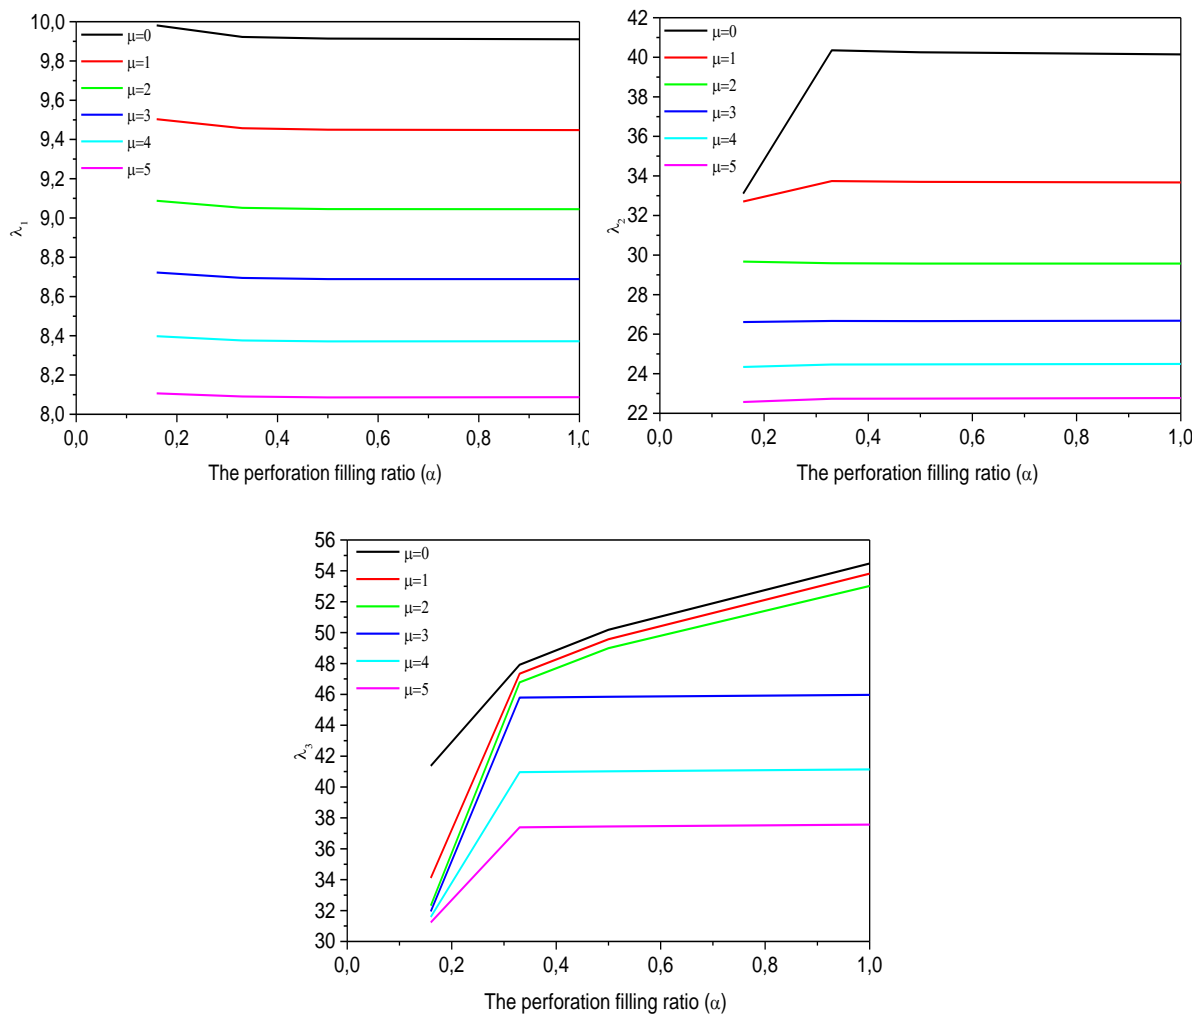 10,0
9,8
9,6
9,4
9,2
9,0
8,8
8,6
8,4
8,2
8,0
λ1
μ=0
μ=1
μ=2
μ=3
μ=4
μ=5
0,0 0,2 0,4 0,6 0,8 1,0
The perforation filling ratio (α)
42
40
38
36
34
32
30
28
26
24
22
λ2
μ=0
μ=1
μ=2
μ=3
μ=4
μ=5
0,0 0,2 0,4 0,6 0,8 1,0
The perforation filling ratio (α)
56
54
52
50
48
46
44
42
40
38
36
34
32
30
λ3
μ=0
μ=1
μ=2
μ=3
μ=4
μ=5
0,0 0,2 0,4 0,6 0,8 1,0
The perforation filling ratio (α)